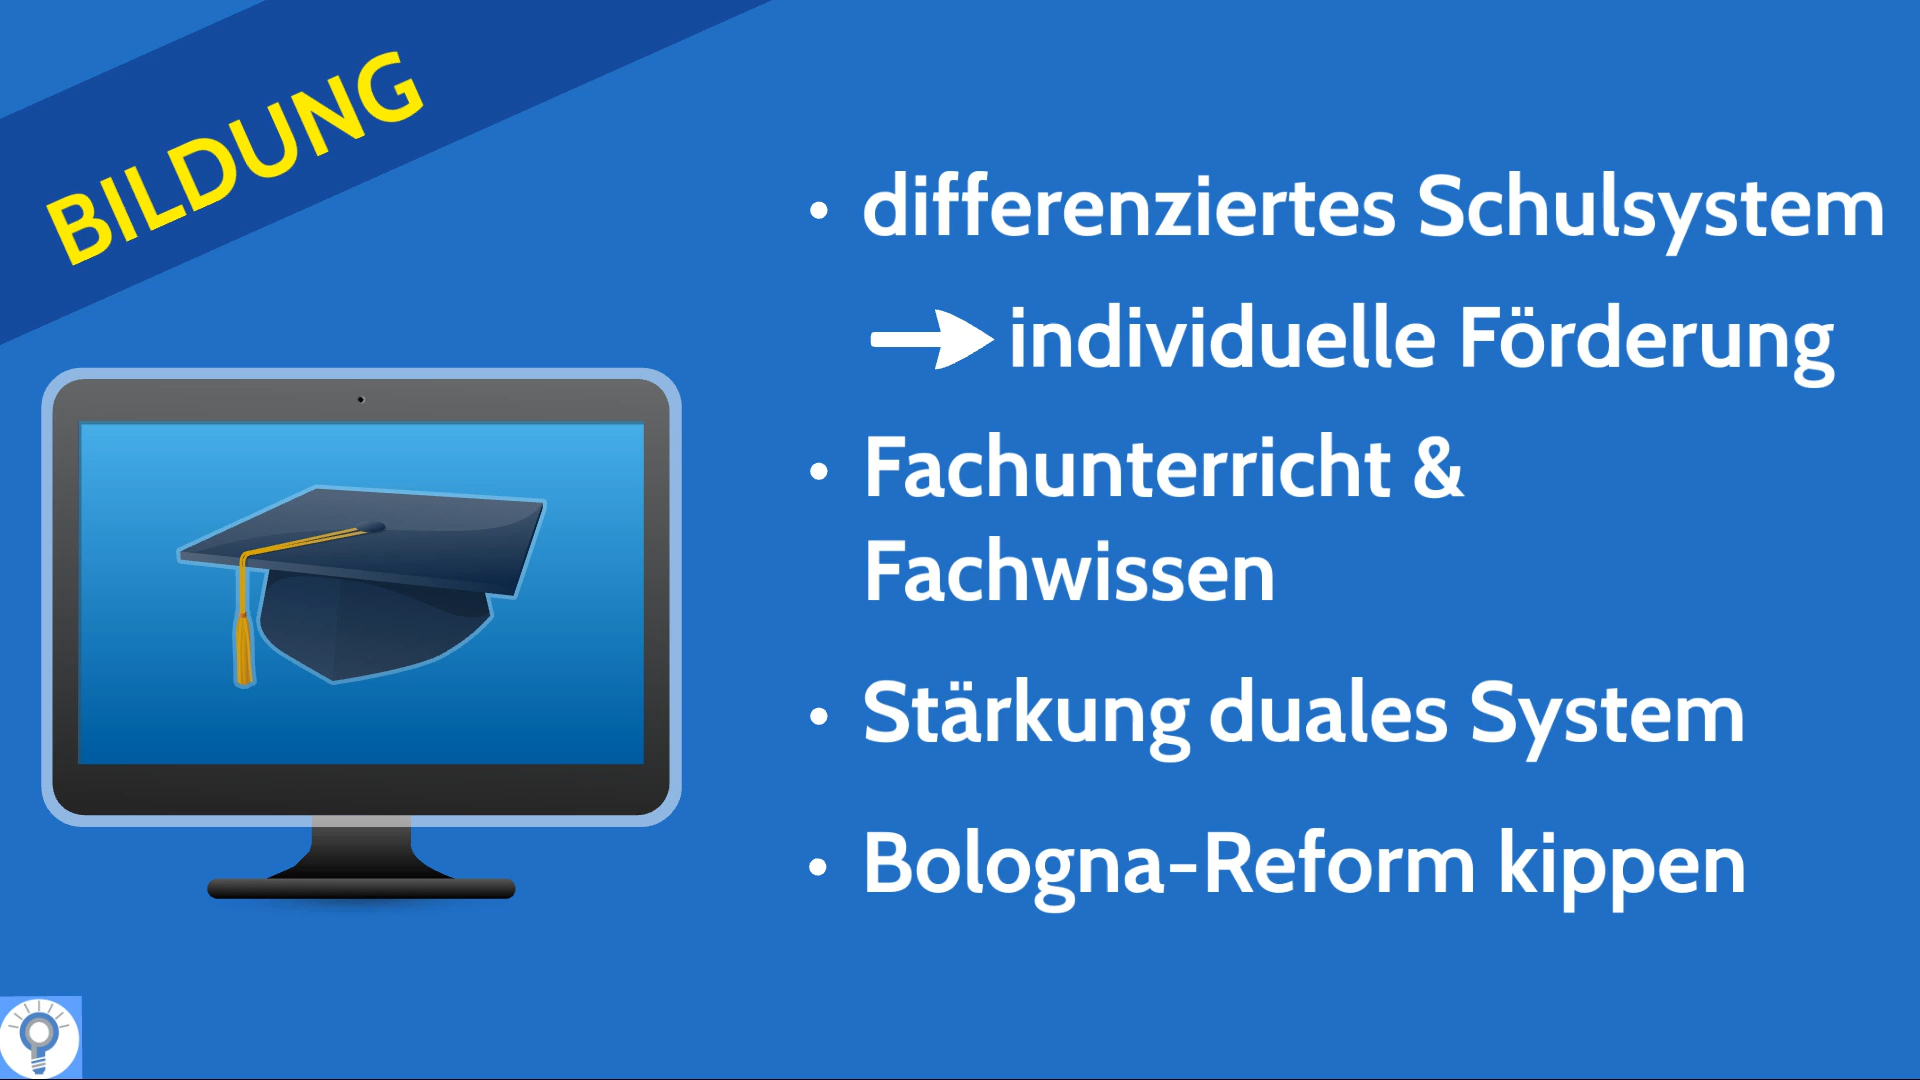 BILDUNG
• differenziertes Schulsystem
→ individuelle Förderung
• Fachunterricht &
Fachwissen
• Stärkung duales System
• Bologna-Reform kippen